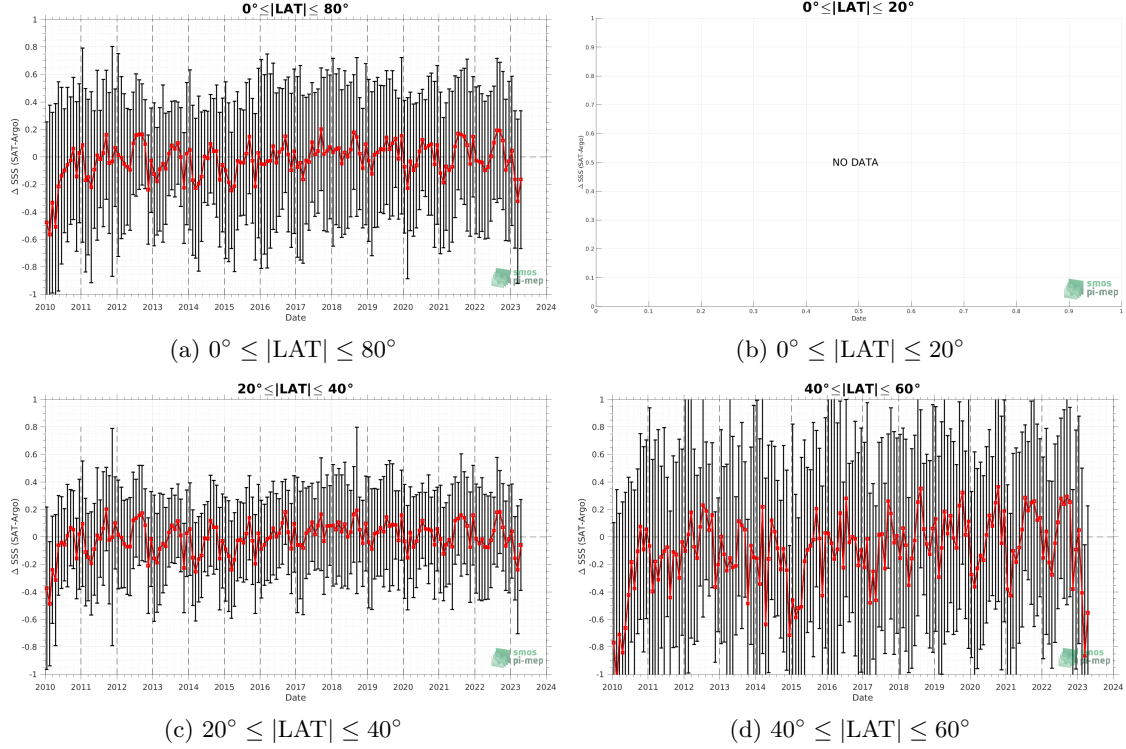 0°≤|LAT|≤ 80°
1
0.8
0.6
0.4
0.2
0
-0.2
-0.4
-0.6
-0.8
-1
Δ SSS (SAT-Argo)
2010 2011 2012 2013 2014 2015 2016 2017 2018 2019 2020 2021 2022 2023 2024
Date
smos
pi-mep
(a) 0° ≤ |LAT| ≤ 80°
0°≤|LAT|≤ 20°
1
0.9
0.8
0.7
0.6
0.5
0.4
0.3
0.2
0.1
0
Δ SSS (SAT-Argo)
NO DATA
0 0.1 0.2 0.3 0.4 0.5 0.6 0.7 0.8 0.9 1
Date
smos
pi-mep
(b) 0° ≤ |LAT| ≤ 20°
20°≤|LAT|≤ 40°
1
0.8
0.6
0.4
0.2
0
-0.2
-0.4
-0.6
-0.8
-1
Δ SSS (SAT-Argo)
2010 2011 2012 2013 2014 2015 2016 2017 2018 2019 2020 2021 2022 2023 2024
Date
smos
pi-mep
(c) 20° ≤ |LAT| ≤ 40°
40°≤|LAT|≤ 60°
1
0.8
0.6
0.4
0.2
0
-0.2
-0.4
-0.6
-0.8
-1
Δ SSS (SAT-Argo)
2010 2011 2012 2013 2014 2015 2016 2017 2018 2019 2020 2021 2022 2023 2024
Date
smos
pi-mep
(d) 40° ≤ |LAT| ≤ 60°